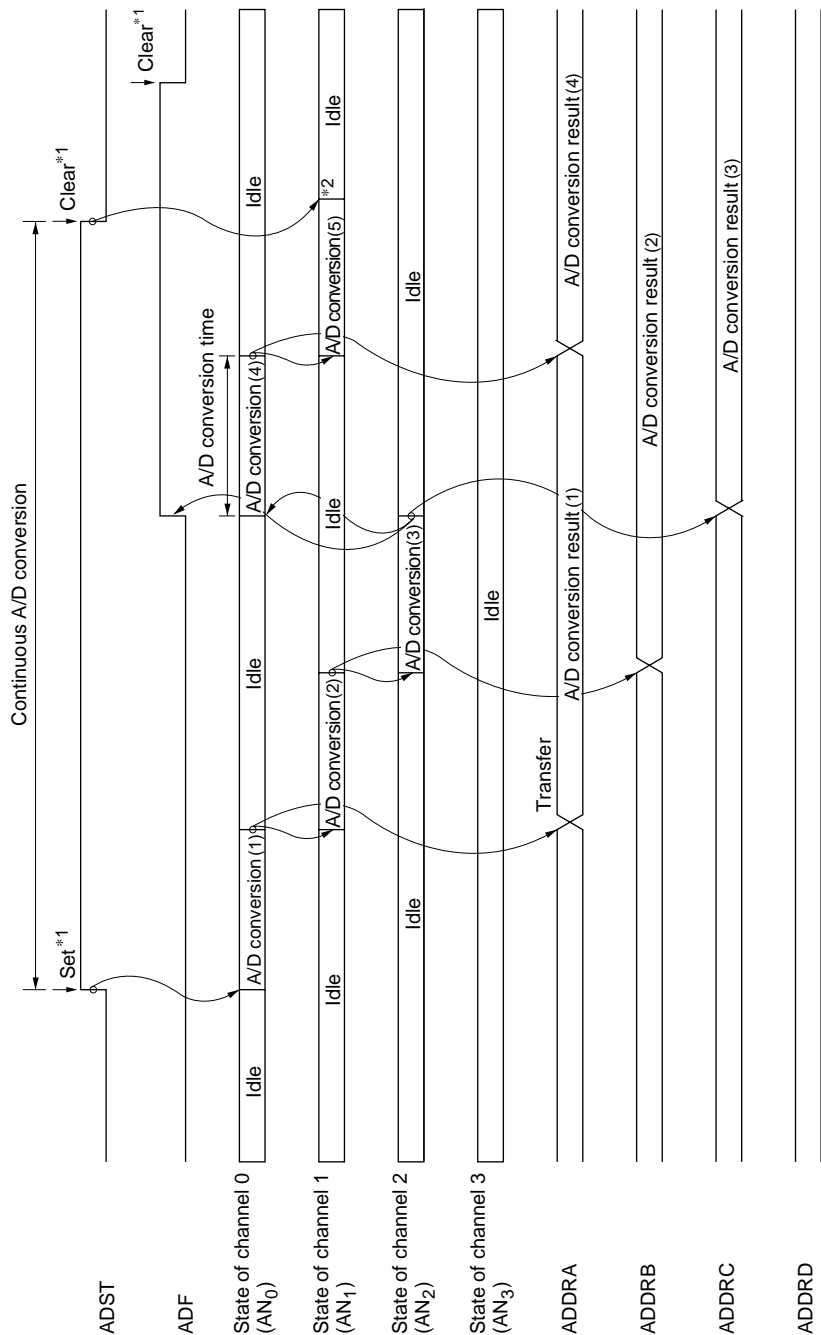 Continuous A/D conversion
Set*1
Clear*1
Clear*1
ADST
ADF
A/D conversion time
State of channel 0
(AN0)
Idle
A/D conversion (1)
Idle
A/D conversion (4)
Idle
State of channel 1
(AN1)
Idle
A/D conversion (2)
Idle
A/D conversion (5)
*2
Idle
State of channel 2
(AN2)
Idle
A/D conversion (3)
Idle
State of channel 3
(AN3)
Idle
Transfer
ADDRA
A/D conversion result (1)
A/D conversion result (4)
ADDRB
A/D conversion result (2)
ADDRC
A/D conversion result (3)
ADDRD